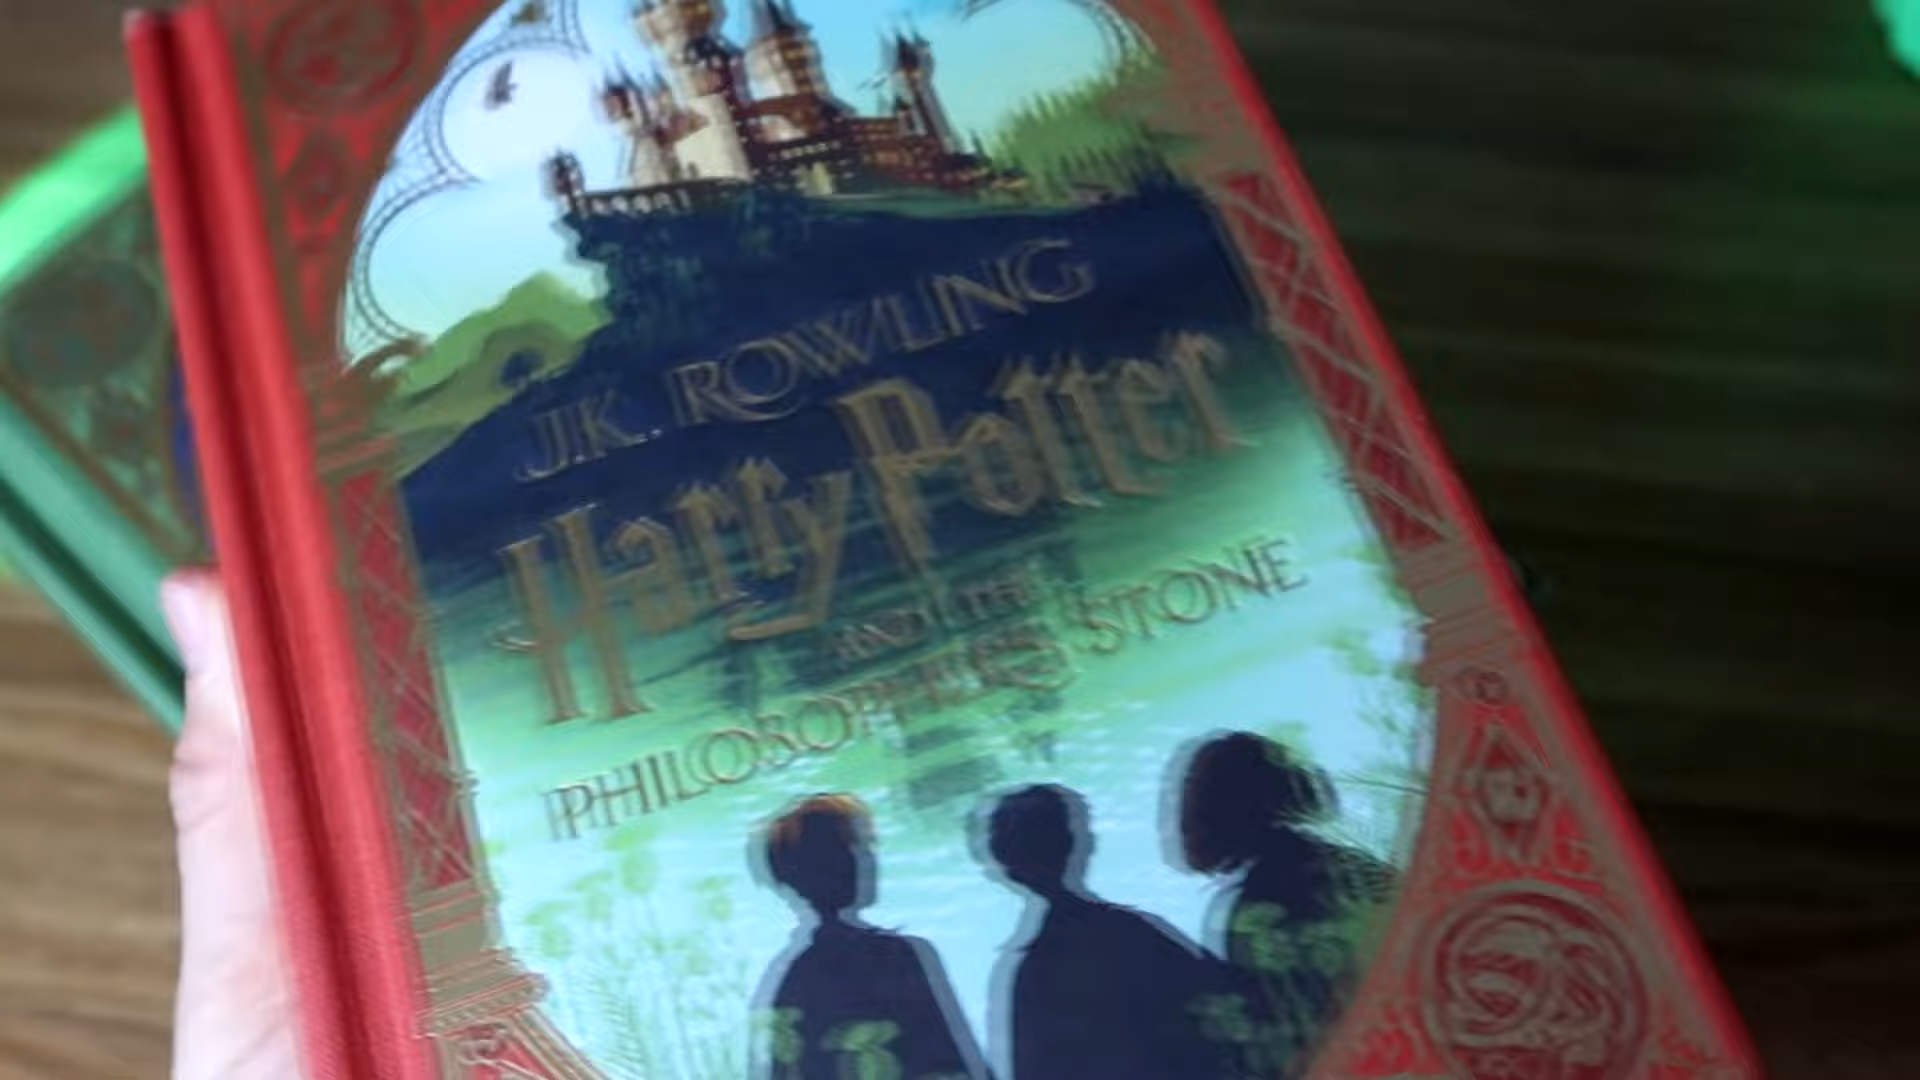 J.K. ROWLING
Harry Potter
AND THE
PHILOSOPHER'S STONE